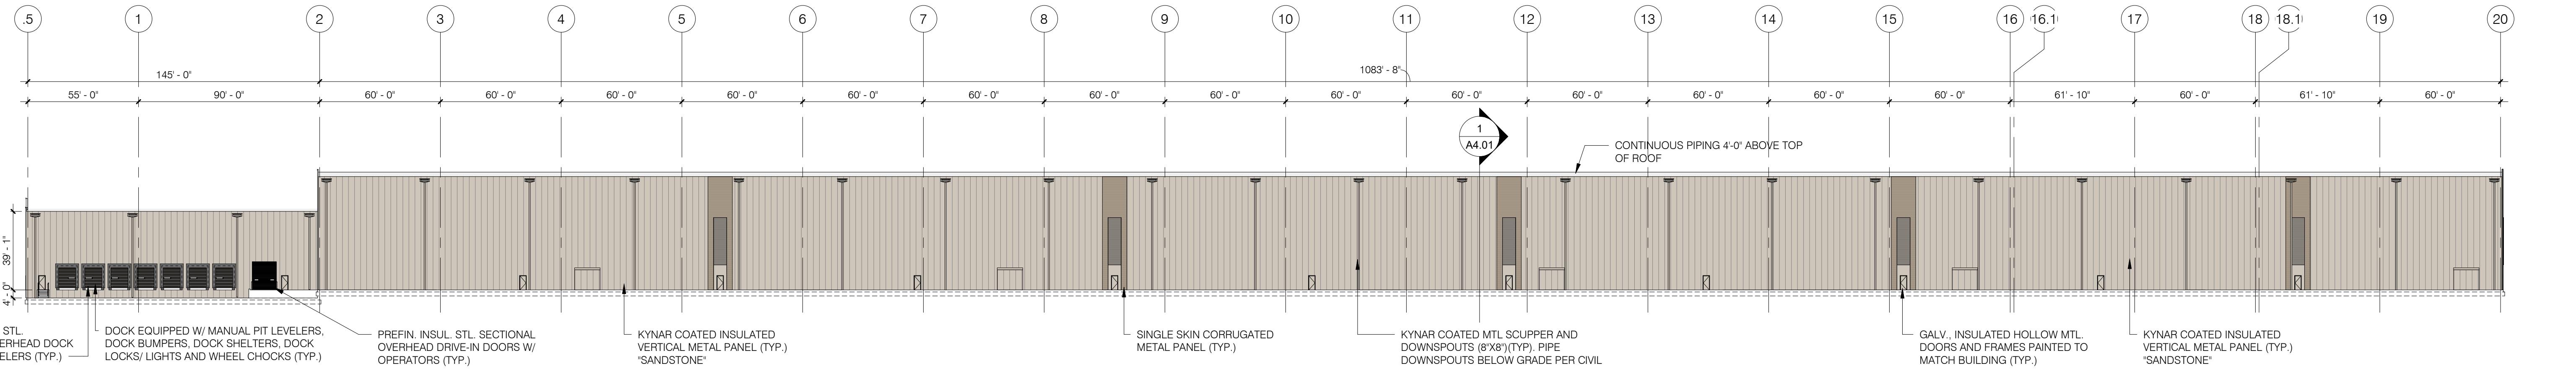 .5 1 2 3 4 5 6 7 8 9 10 11 12 13 14 15 16 16.1 17 18 18.1 19 20
145' - 0" 1083' - 8"
55' - 0" 90' - 0" 60' - 0" 60' - 0" 60' - 0" 60' - 0" 60' - 0" 60' - 0" 60' - 0" 60' - 0" 60' - 0" 60' - 0" 60' - 0" 60' - 0" 60' - 0" 60' - 0" 61' - 10" 60' - 0" 61' - 10" 60' - 0"
1
A4.01
CONTINUOUS PIPING 4'-0" ABOVE TOP
OF ROOF
39' - 1"
4' - 0"
STL.
ERHEAD DOCK
ELERS (TYP.)
DOCK EQUIPPED W/ MANUAL PIT LEVELERS,
DOCK BUMPERS, DOCK SHELTERS, DOCK
LOCKS/ LIGHTS AND WHEEL CHOCKS (TYP.)
PREFIN. INSUL. STL. SECTIONAL
OVERHEAD DRIVE-IN DOORS W/
OPERATORS (TYP.)
KYNAR COATED INSULATED
VERTICAL METAL PANEL (TYP.)
"SANDSTONE"
SINGLE SKIN CORRUGATED
METAL PANEL (TYP.)
KYNAR COATED MTL SCUPPER AND
DOWNSPOUTS (8"X8")(TYP). PIPE
DOWNSPOUTS BELOW GRADE PER CIVIL
GALV., INSULATED HOLLOW MTL.
DOORS AND FRAMES PAINTED TO
MATCH BUILDING (TYP.)
KYNAR COATED INSULATED
VERTICAL METAL PANEL (TYP.)
"SANDSTONE"